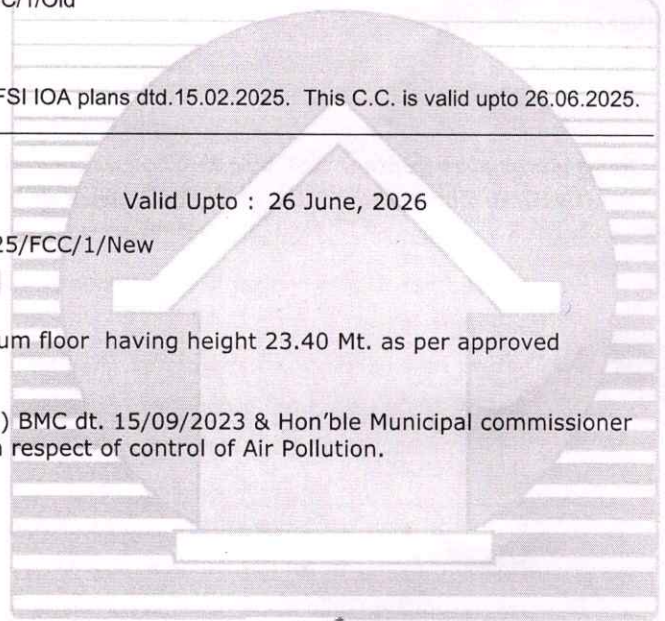 C/1/Old
FSI IOA plans dtd.15.02.2025. This C.C. is valid upto 26.06.2025.
Valid Upto : 26 June, 2026
25/FCC/1/New
um floor having height 23.40 Mt. as per approved
) BMC dt. 15/09/2023 & Hon'ble Municipal commissioner
respect of control of Air Pollution.